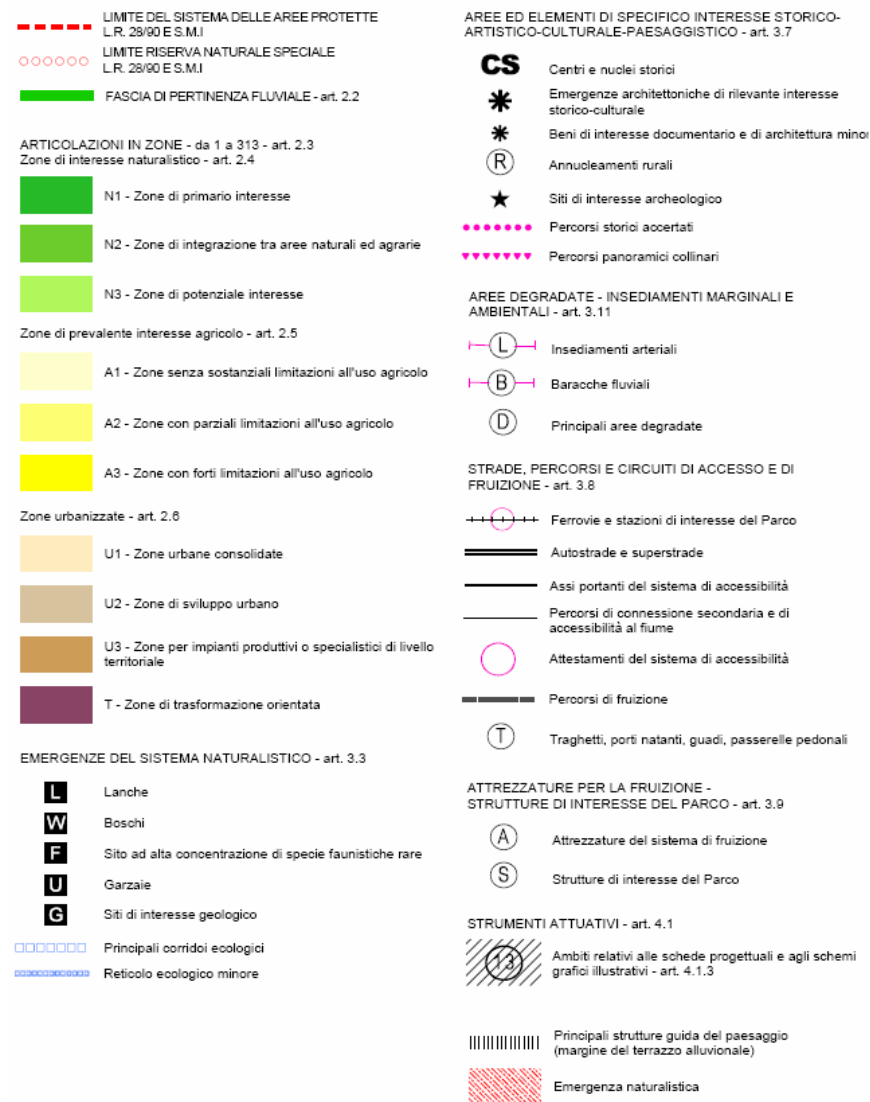 LIMITE DEL SISTEMA DELLE AREE PROTETTE
L.R. 28/90 E S.M.I
LIMITE RISERVA NATURALE SPECIALE
L.R. 28/90 E S.M.I
FASCIA DI PERTINENZA FLUVIALE - art. 2.2
ARTICOLAZIONI IN ZONE - da 1 a 313 - art. 2.3
Zone di interesse naturalistico - art. 2.4
N1 - Zone di primario interesse
N2 - Zone di integrazione tra aree naturali ed agrarie
N3 - Zone di potenziale interesse
Zone di prevalente interesse agricolo - art. 2.5
A1 - Zone senza sostanziali limitazioni all'uso agricolo
A2 - Zone con parziali limitazioni all'uso agricolo
A3 - Zone con forti limitazioni all'uso agricolo
Zone urbanizzate - art. 2.6
U1 - Zone urbane consolidate
U2 - Zone di sviluppo urbano
U3 - Zone per impianti produttivi o specialistici di livello
territoriale
T - Zone di trasformazione orientata
EMERGENZE DEL SISTEMA NATURALISTICO - art. 3.3
L Lanche
W Boschi
F Sito ad alta concentrazione di specie faunistiche rare
U Garzaie
G Siti di interesse geologico
Principali corridoi ecologici
Reticolo ecologico minore
AREE ED ELEMENTI DI SPECIFICO INTERESSE STORICO-
ARTISTICO-CULTURALE-PAESAGGISTICO - art. 3.7
CS Centri e nuclei storici
Emergenze architettoniche di rilevante interesse
storico-culturale
Beni di interesse documentario e di architettura minor
R Annucleamenti rurali
Siti di interesse archeologico
Percorsi storici accertati
Percorsi panoramici collinari
AREE DEGRADATE - INSEDIAMENTI MARGINALI E
AMBIENTALI - art. 3.11
L Insediamenti arteriali
B Baracche fluviali
D Principali aree degradate
STRADE, PERCORSI E CIRCUITI DI ACCESSO E DI
FRUIZIONE - art. 3.8
Ferrovie e stazioni di interesse del Parco
Autostrade e superstrade
Assi portanti del sistema di accessibilità
Percorsi di connessione secondaria e di
accessibilità al fiume
Attestamenti del sistema di accessibilità
Percorsi di fruizione
T Traghetti, porti natanti, guadi, passerelle pedonali
ATTREZZATURE PER LA FRUIZIONE -
STRUTTURE DI INTERESSE DEL PARCO - art. 3.9
A Attrezzature del sistema di fruizione
S Strutture di interesse del Parco
STRUMENTI ATTUATIVI - art. 4.1
13 Ambiti relativi alle schede progettuali e agli schemi
grafici illustrativi - art. 4.1.3
Principali strutture guida del paesaggio
(margine del terrazzo alluvionale)
Emergenza naturalistica